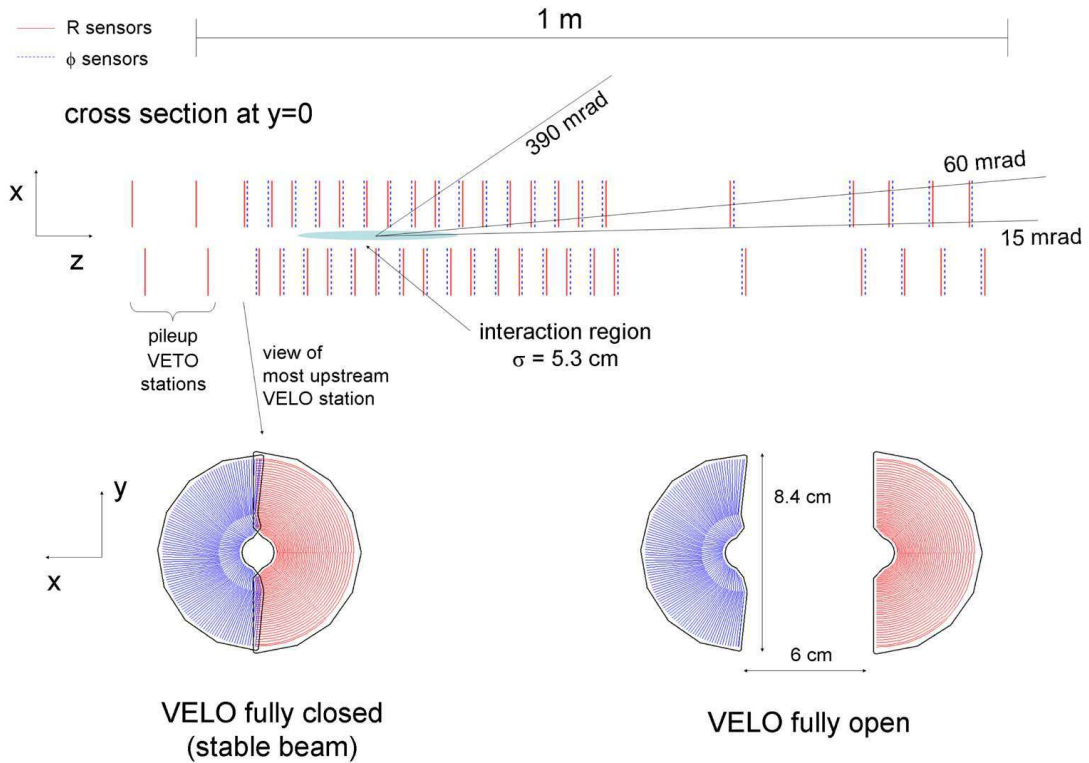 R sensors
ϕ sensors
1 m
cross section at y=0
390 mrad
60 mrad
15 mrad
x
z
pileup
VETO
stations
view of
most upstream
VELO station
interaction region
σ = 5.3 cm
y
x
8.4 cm
6 cm
VELO fully closed
(stable beam)
VELO fully open